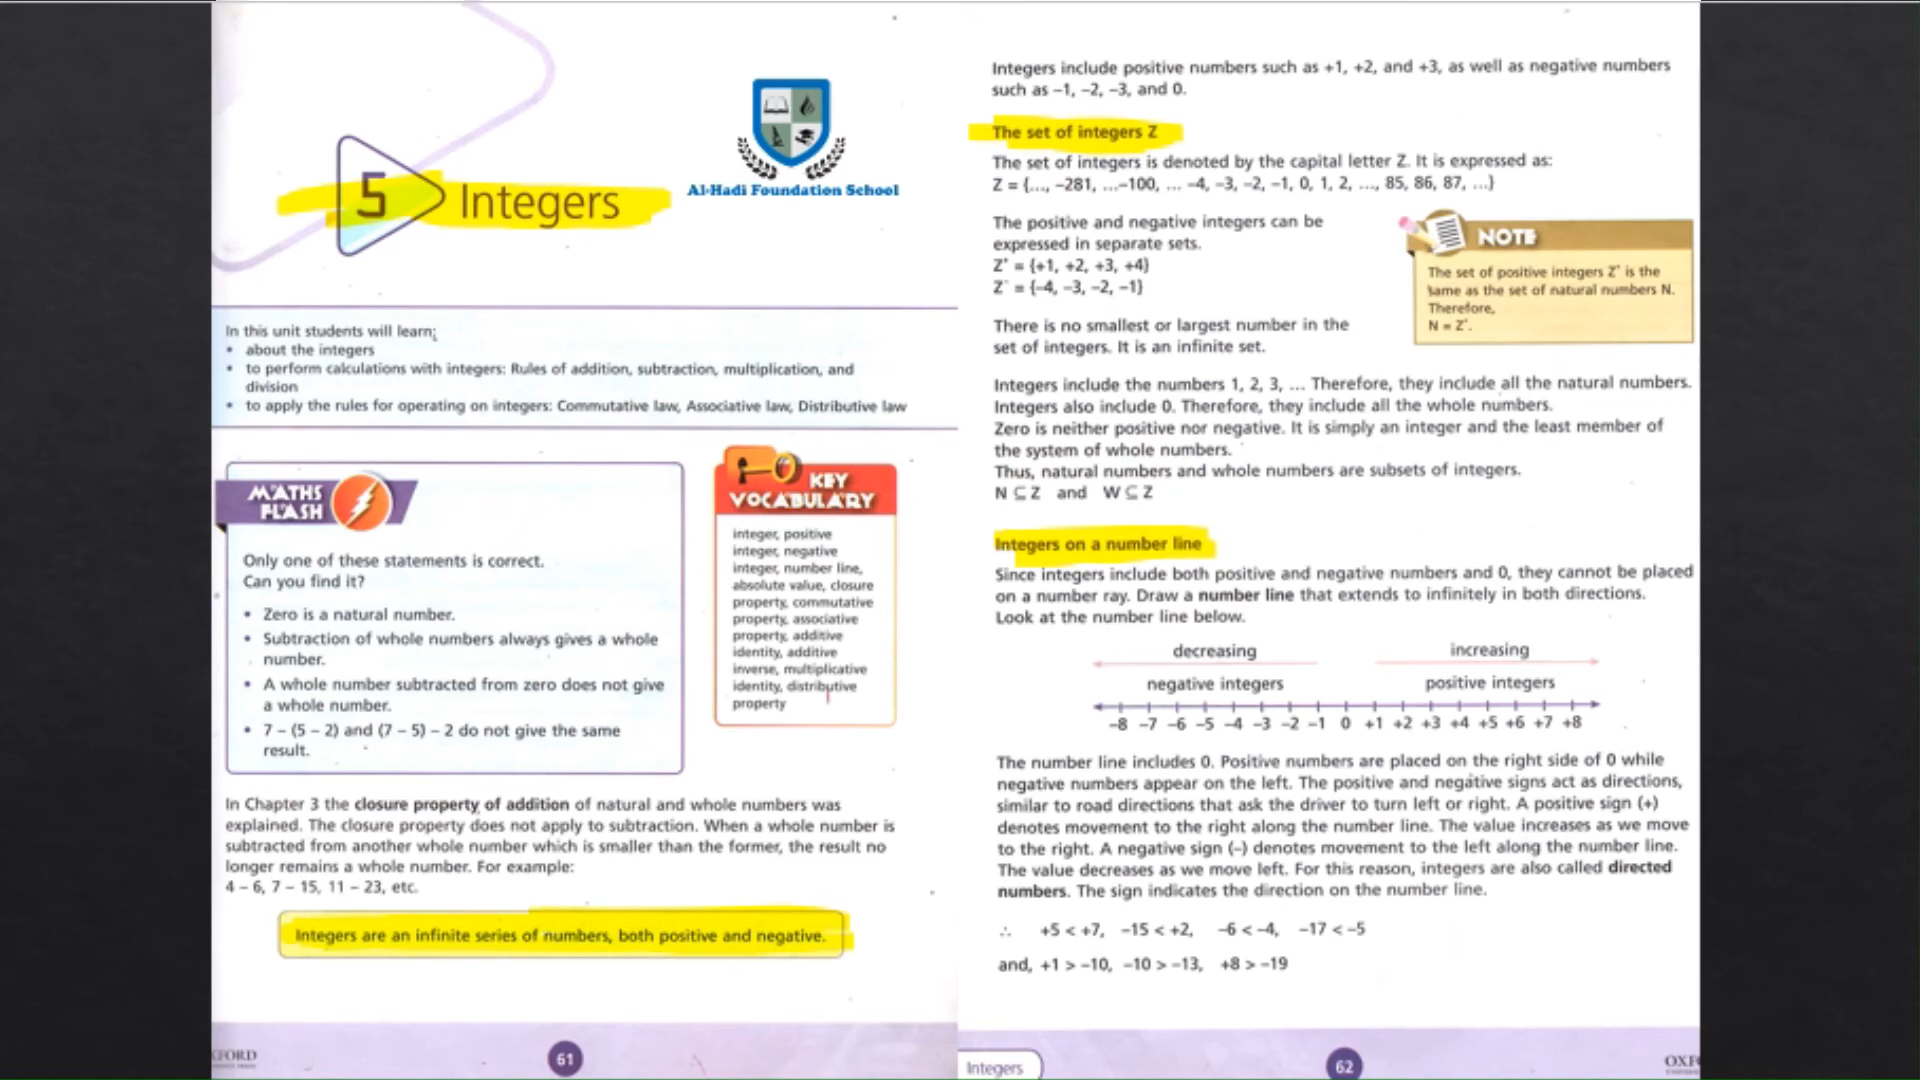 5 Integers
Al-Hadi Foundation School
In this unit students will learn;
• about the integers
• to perform calculations with integers: Rules of addition, subtraction, multiplication, and
division
• to apply the rules for operating on integers: Commutative law, Associative law, Distributive law
MATHS
FLASH
Only one of these statements is correct.
Can you find it?
• Zero is a natural number.
• Subtraction of whole numbers always gives a whole
number.
• A whole number subtracted from zero does not give
a whole number.
• 7 – (5 – 2) and (7 – 5) – 2 do not give the same
result.
KEY
VOCABULARY
integer, positive
integer, negative
integer, number line,
absolute value, closure
property, commutative
property, associative
property, additive
identity, additive
inverse, multiplicative
identity, distributive
property
In Chapter 3 the closure property of addition of natural and whole numbers was
explained. The closure property does not apply to subtraction. When a whole number is
subtracted from another whole number which is smaller than the former, the result no
longer remains a whole number. For example:
4 – 6, 7 – 15, 11 – 23, etc.
Integers are an infinite series of numbers, both positive and negative.
XFORD
61
Integers include positive numbers such as +1, +2, and +3, as well as negative numbers
such as –1, –2, –3, and 0.
The set of integers Z
The set of integers is denoted by the capital letter Z. It is expressed as:
Z = {..., –281, ...–100, ... –4, –3, –2, –1, 0, 1, 2, ..., 85, 86, 87, ...}
The positive and negative integers can be
expressed in separate sets.
Z⁺ = {+1, +2, +3, +4}
Z⁻ = {–4, –3, –2, –1}
There is no smallest or largest number in the
set of integers. It is an infinite set.
NOTE
The set of positive integers Z⁺ is the
same as the set of natural numbers N.
Therefore,
N = Z⁺.
Integers include the numbers 1, 2, 3, ... Therefore, they include all the natural numbers.
Integers also include 0. Therefore, they include all the whole numbers.
Zero is neither positive nor negative. It is simply an integer and the least member of
the system of whole numbers.
Thus, natural numbers and whole numbers are subsets of integers.
N ⊆ Z and W ⊆ Z
Integers on a number line
Since integers include both positive and negative numbers and 0, they cannot be placed
on a number ray. Draw a number line that extends to infinitely in both directions.
Look at the number line below.
decreasing increasing
negative integers positive integers
–8 –7 –6 –5 –4 –3 –2 –1 0 +1 +2 +3 +4 +5 +6 +7 +8
The number line includes 0. Positive numbers are placed on the right side of 0 while
negative numbers appear on the left. The positive and negative signs act as directions,
similar to road directions that ask the driver to turn left or right. A positive sign (+)
denotes movement to the right along the number line. The value increases as we move
to the right. A negative sign (–) denotes movement to the left along the number line.
The value decreases as we move left. For this reason, integers are also called directed
numbers. The sign indicates the direction on the number line.
∴ +5 < +7, –15 < +2, –6 < –4, –17 < –5
and, +1 > –10, –10 > –13, +8 > –19
Integers
62
OXF